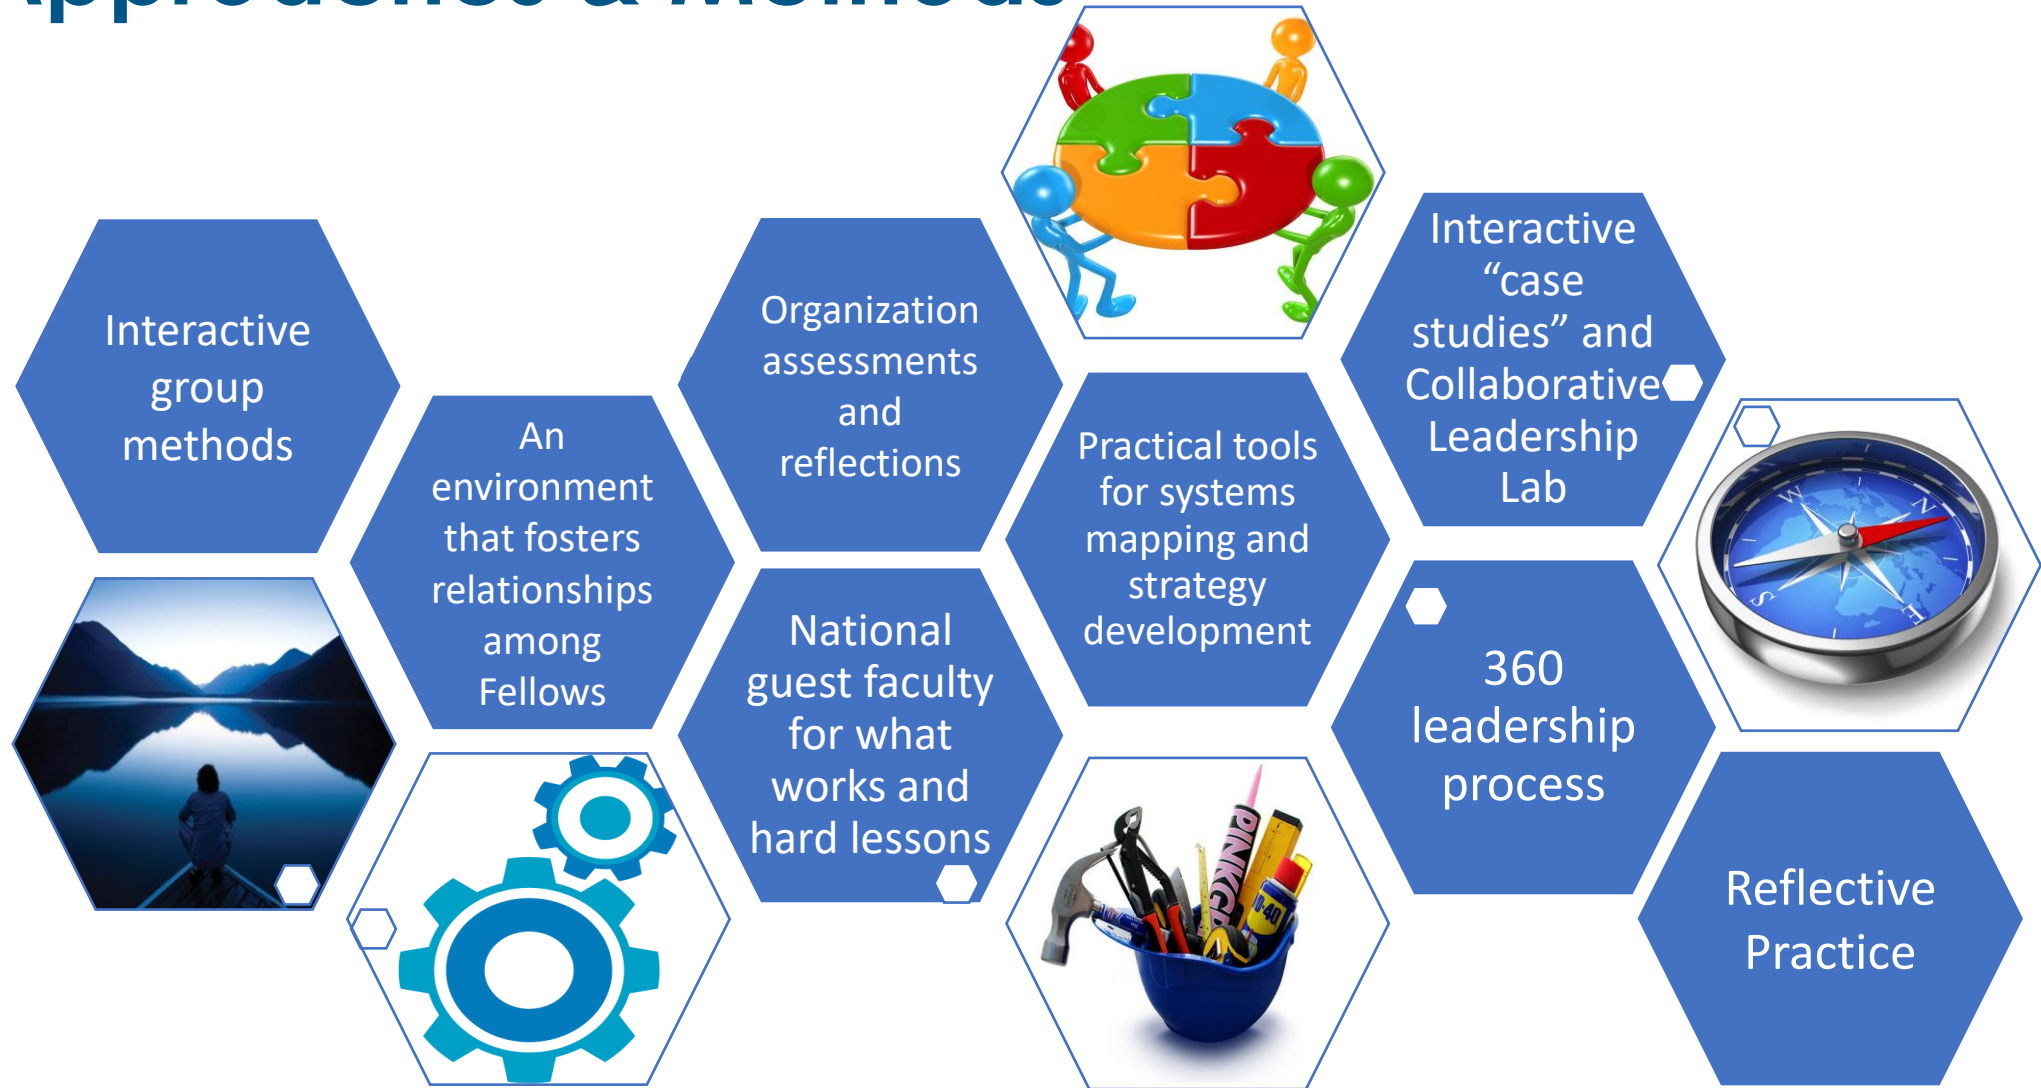 Approaches & Methods
Interactive
group
methods
An
environment
that fosters
relationships
among
Fellows
Organization
assessments
and
reflections
National
guest faculty
for what
works and
hard lessons
Practical tools
for systems
mapping and
strategy
development
Interactive
“case
studies” and
Collaborative
Leadership
Lab
360
leadership
process
Reflective
Practice
W
N
S
E